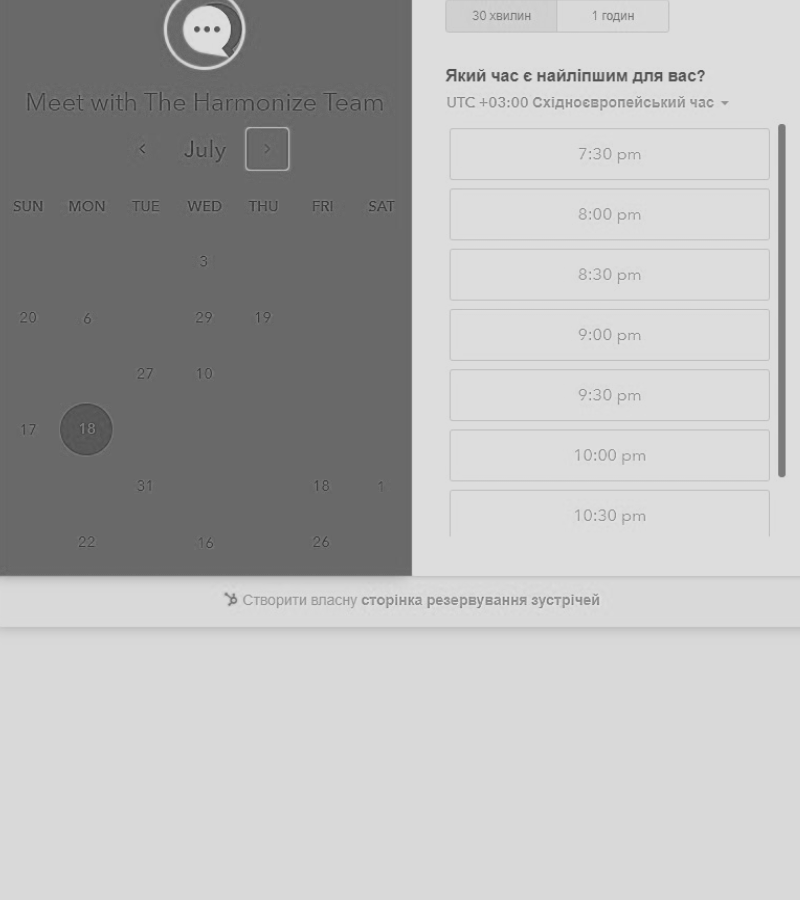 30 хвилин 1 годин
Meet with The Harmonize Team
July
SUN MON TUE WED THU FRI SAT
3
20 6 29 19
27 10
17 18
31 18 1
22 16 26
Який час є найліпшим для вас?
UTC +03:00 Східноєвропейський час
7:30 pm
8:00 pm
8:30 pm
9:00 pm
9:30 pm
10:00 pm
10:30 pm
Створити власну сторінка резервування зустрічей